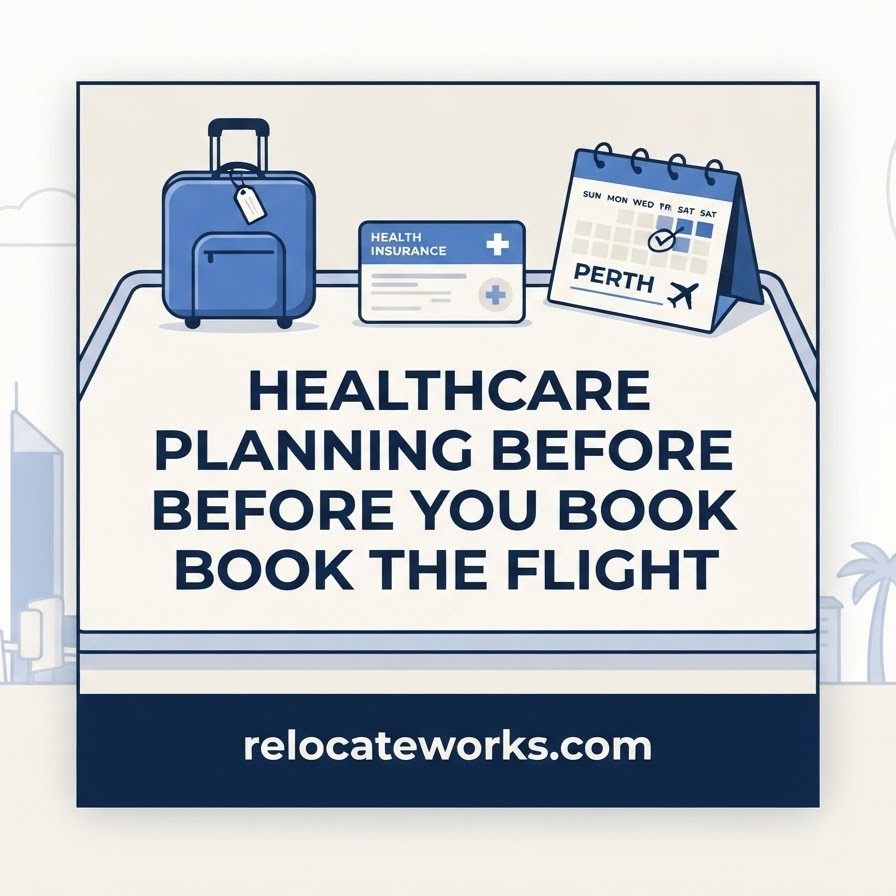 HEALTH
INSURANCE
SUN MON WED FR SAT SAT
PERTH
HEALTHCARE
PLANNING BEFORE
BEFORE YOU BOOK
BOOK THE FLIGHT
relocateworks.com